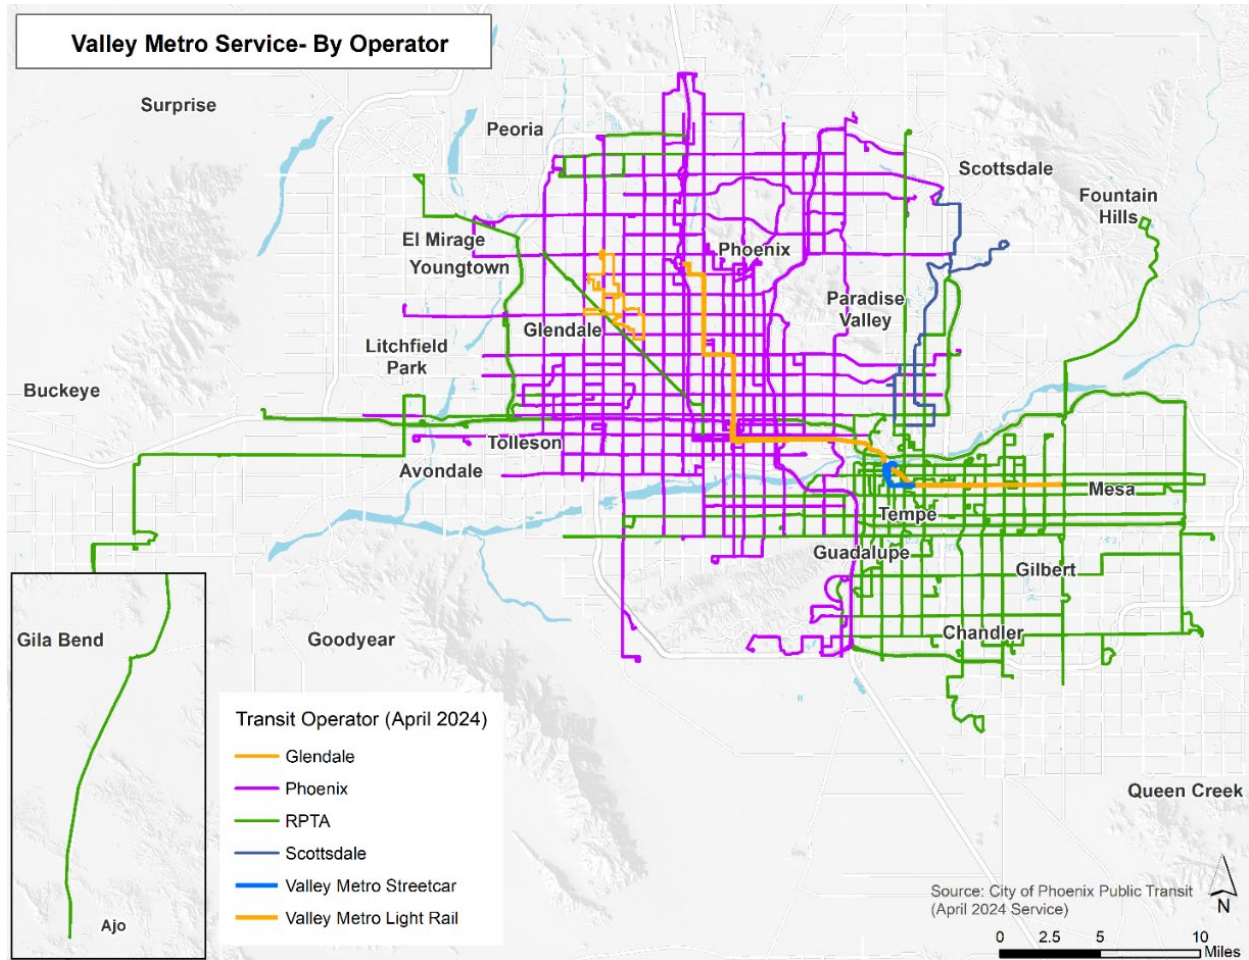 Valley Metro Service- By Operator
Surprise
Peoria
Scottsdale
Fountain
Hills
El Mirage
Youngtown
Phoenix
Paradise
Valley
Glendale
Litchfield
Park
Buckeye
Tolleson
Avondale
Mesa
Tempe
Guadalupe
Gilbert
Chandler
Gila Bend
Goodyear
Ajo
Transit Operator (April 2024)
Glendale
Phoenix
RPTA
Scottsdale
Valley Metro Streetcar
Valley Metro Light Rail
Queen Creek
Source: City of Phoenix Public Transit
(April 2024 Service)
N
0 2.5 5 10
Miles